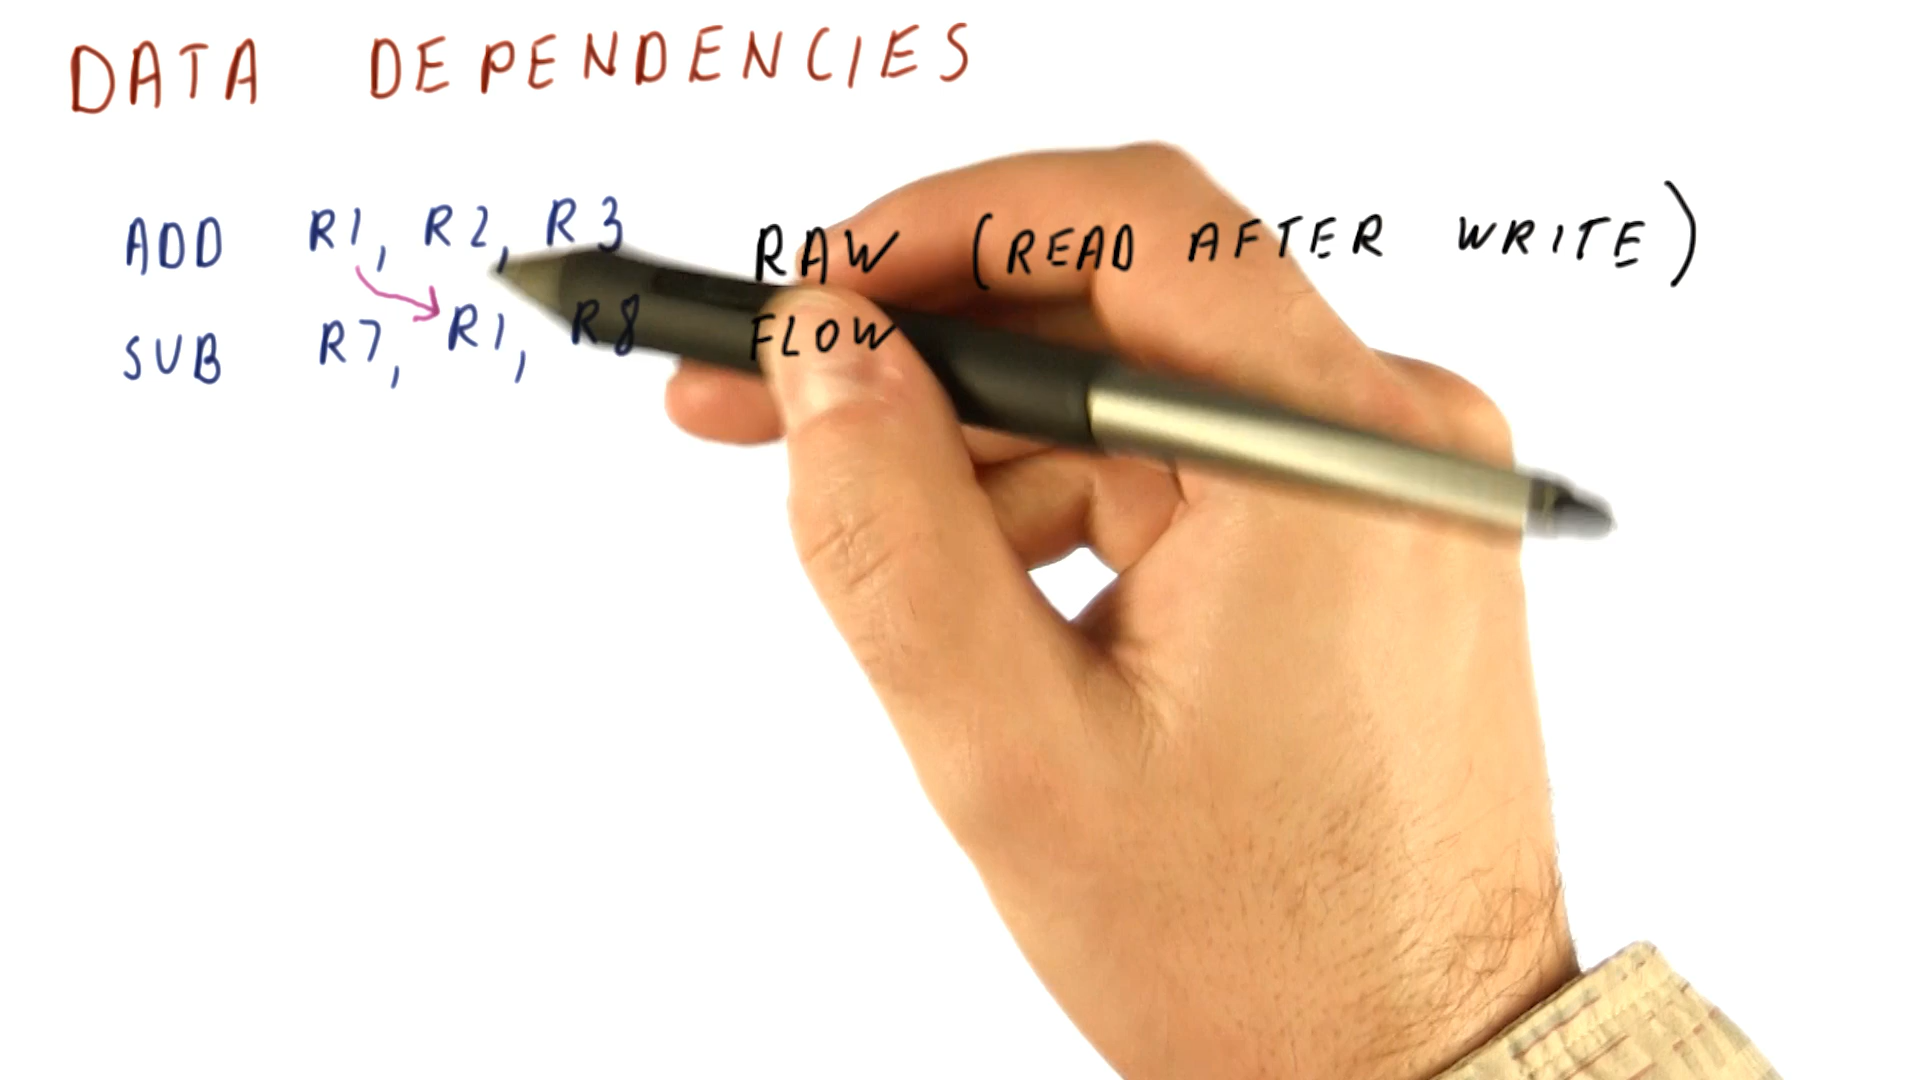 DATA DEPENDENCIES
ADD R1, R2, R3 RAW (READ AFTER WRITE)
SUB R7, R1, R8 FLOW